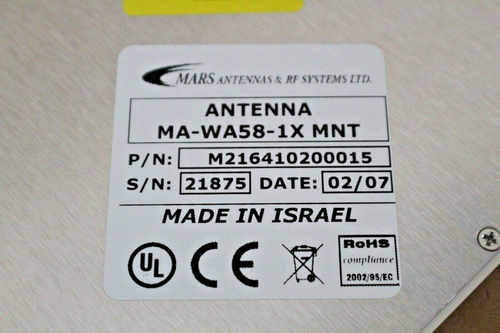 MARS ANTENNAS & RF SYSTEMS LTD.
ANTENNA
MA-WA58-1X MNT
P/N: M216410200015
S/N: 21875 DATE: 02/07
MADE IN ISRAEL
UL CE RoHS
compliance
2002/95/EC